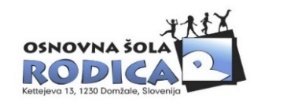 OSNOVNA ŠOLA
RODICA
Kettejeva 13, 1230 Domžale, Slovenija